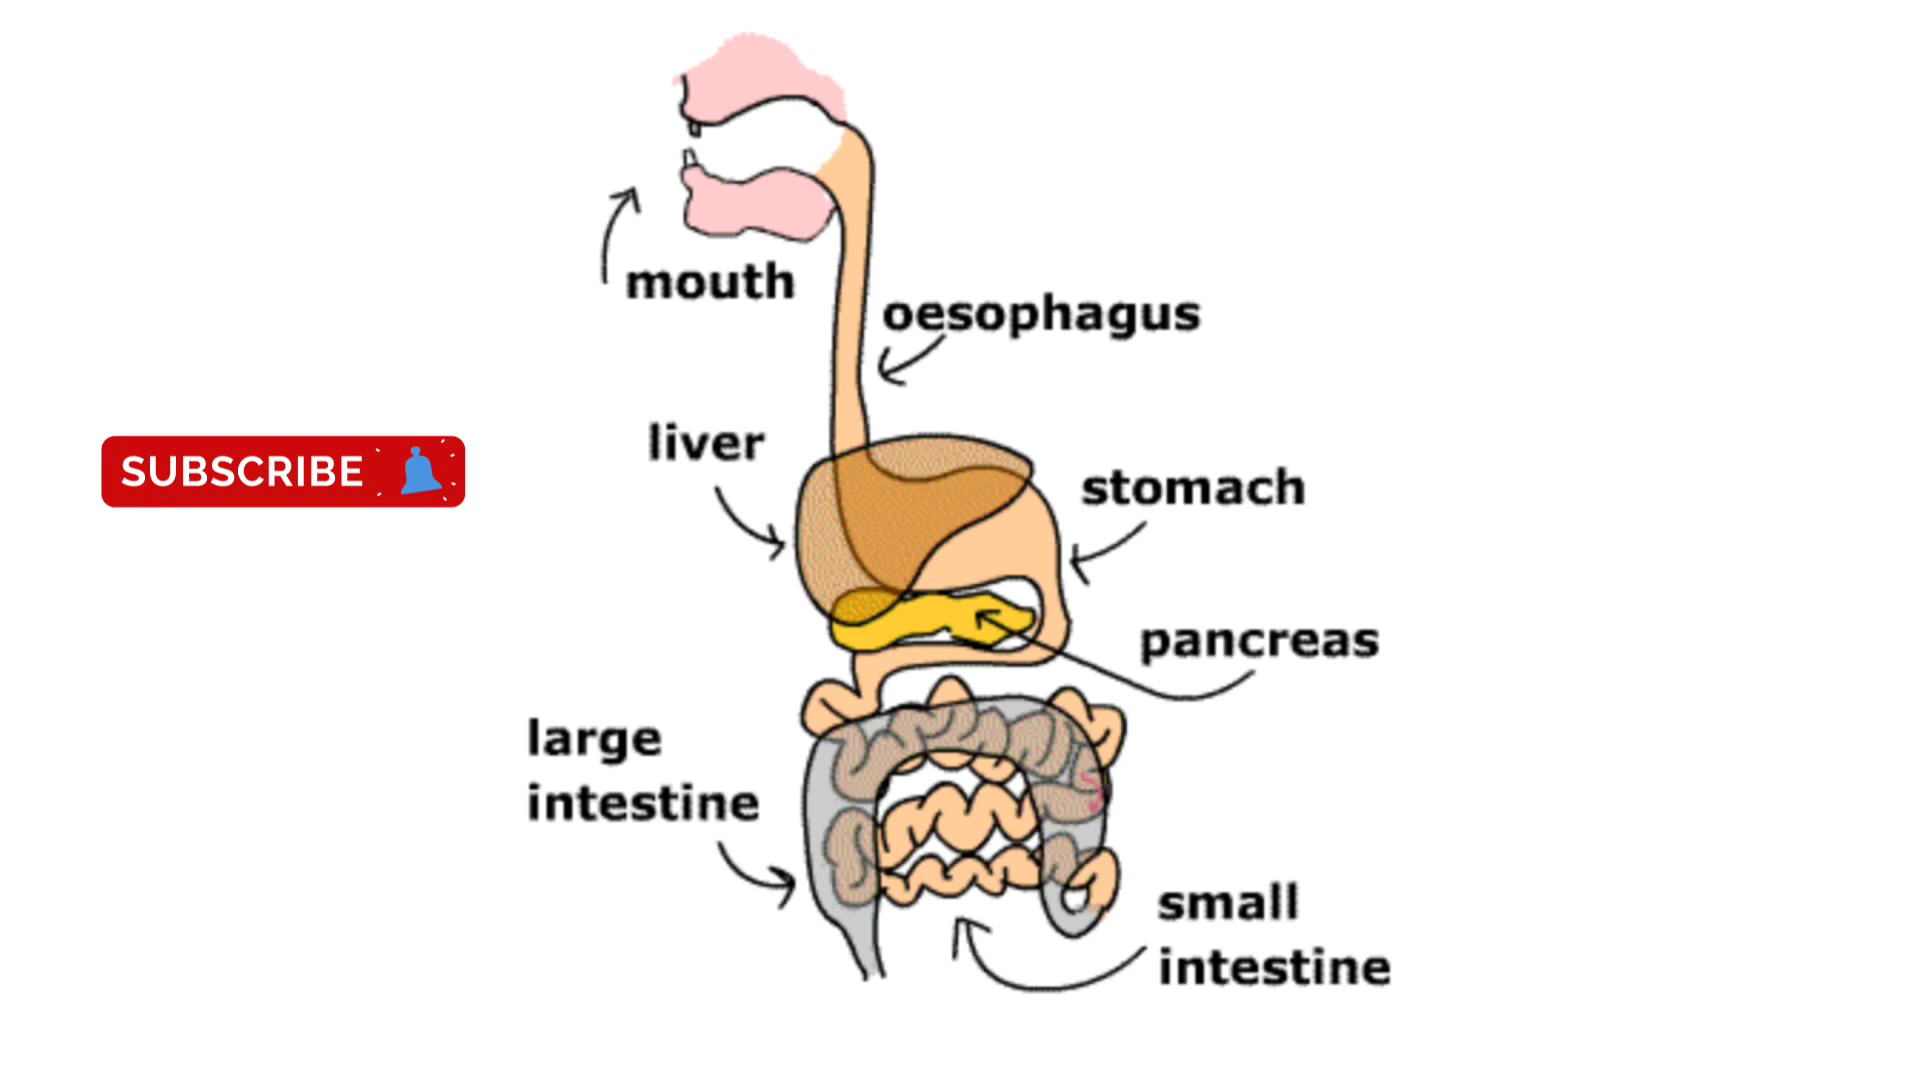 mouth
oesophagus
liver
SUBSCRIBE
stomach
pancreas
large
intestine
small
intestine